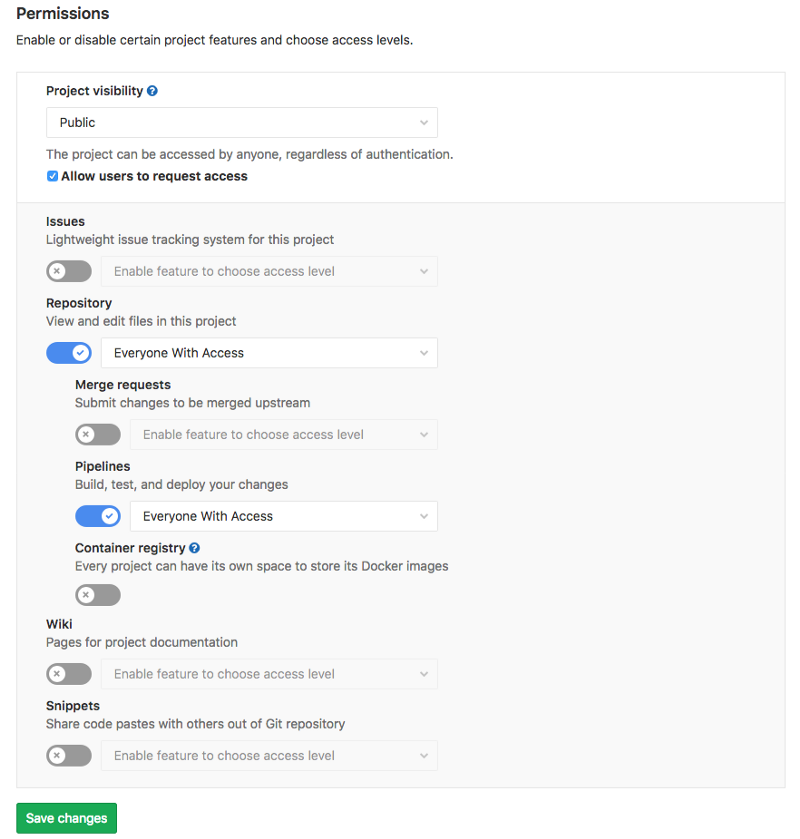 Permissions
Enable or disable certain project features and choose access levels.
Project visibility
Public
The project can be accessed by anyone, regardless of authentication.
Allow users to request access
Issues
Lightweight issue tracking system for this project
Enable feature to choose access level
Repository
View and edit files in this project
Everyone With Access
Merge requests
Submit changes to be merged upstream
Enable feature to choose access level
Pipelines
Build, test, and deploy your changes
Everyone With Access
Container registry
Every project can have its own space to store its Docker images
Wiki
Pages for project documentation
Enable feature to choose access level
Snippets
Share code pastes with others out of Git repository
Enable feature to choose access level
Save changes